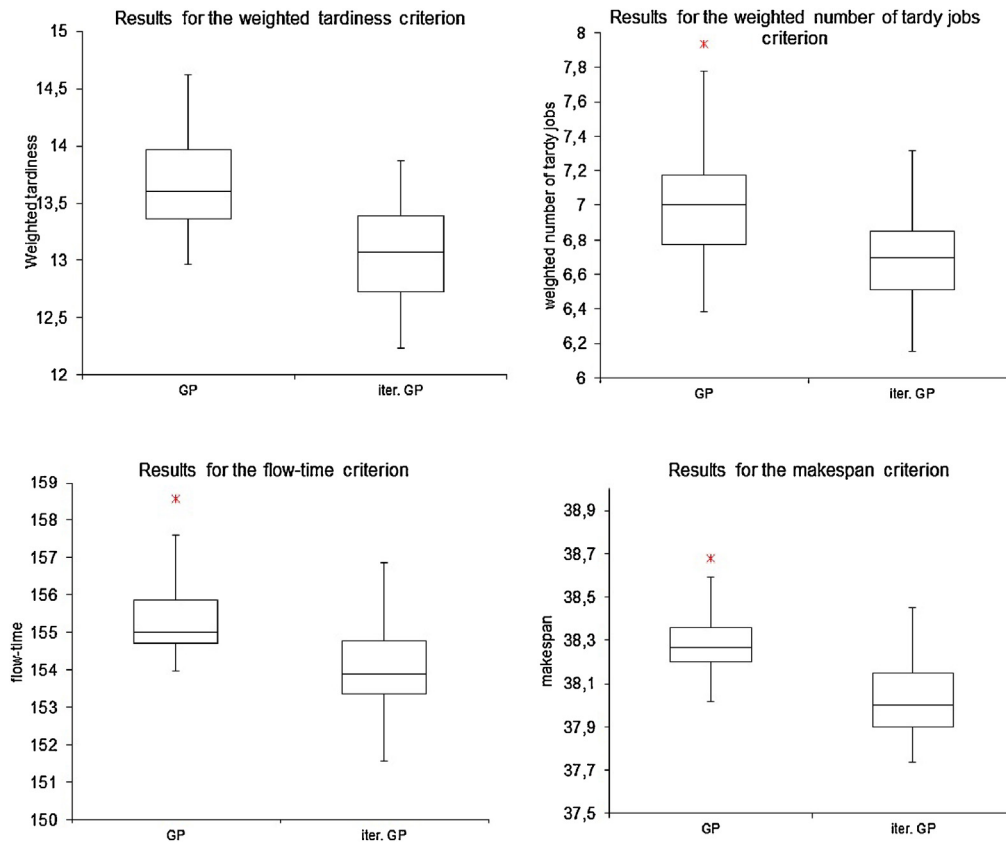 Results for the weighted tardiness criterion
15
14,5
14
13,5
13
12,5
12
Weighted tardiness
GP
iter. GP
Results for the weighted number of tardy jobs
criterion
8
7,8
7,6
7,4
7,2
7
6,8
6,6
6,4
6,2
6
weighted number of tardy jobs
GP
iter. GP
Results for the flow-time criterion
159
158
157
156
155
154
153
152
151
150
flow-time
GP
iter. GP
Results for the makespan criterion
38,9
38,7
38,5
38,3
38,1
37,9
37,7
37,5
makespan
GP
iter. GP